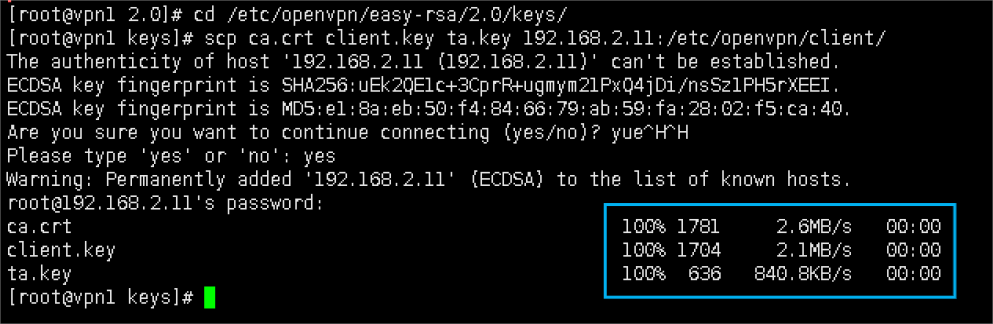 [root@vpn1 2.0]# cd /etc/openvpn/easy-rsa/2.0/keys/
[root@vpn1 keys]# scp ca.crt client.key ta.key 192.168.2.11:/etc/openvpn/client/
The authenticity of host '192.168.2.11 (192.168.2.11)' can't be established.
ECDSA key fingerprint is SHA256:uEk2QElc+3CprR+ugmym2lPxQ4jDi/nsSzlPH5rXEEI.
ECDSA key fingerprint is MD5:e1:8a:eb:50:f4:84:66:79:ab:59:fa:28:02:f5:ca:40.
Are you sure you want to continue connecting (yes/no)? yue^H^H
Please type 'yes' or 'no': yes
Warning: Permanently added '192.168.2.11' (ECDSA) to the list of known hosts.
root@192.168.2.11's password:
ca.crt 100% 1781 2.6MB/s 00:00
client.key 100% 1704 2.1MB/s 00:00
ta.key 100% 636 840.8KB/s 00:00
[root@vpn1 keys]#